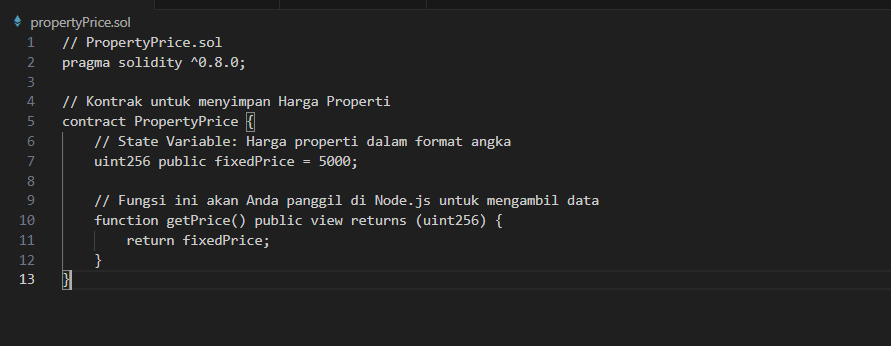 propertyPrice.sol
1 // PropertyPrice.sol
2 pragma solidity ^0.8.0;
3
4 // Kontrak untuk menyimpan Harga Properti
5 contract PropertyPrice {
6     // State Variable: Harga properti dalam format angka
7     uint256 public fixedPrice = 5000;
8
9     // Fungsi ini akan Anda panggil di Node.js untuk mengambil data
10     function getPrice() public view returns (uint256) {
11         return fixedPrice;
12     }
13 }